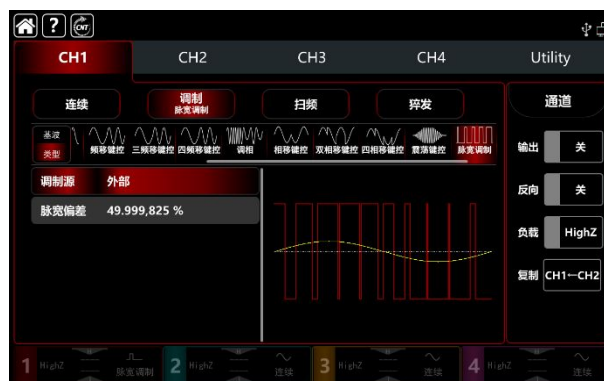 ? CNT
CH1 CH2 CH3 CH4 Utility
连续 调制 扫频 猝发 通道
脉宽调制
基波
类型 频移键控 三频移键控 四频移键控 调相 相移键控 双相移键控 四相移键控 震荡键控 脉宽调制
输出 关
调制源 外部
反向 关
脉宽偏差 49.999,825 %
负载 HighZ
复制 CH1←CH2
1 HighZ 脉宽调制 2 HighZ 连续 3 HighZ 连续 4 HighZ 连续